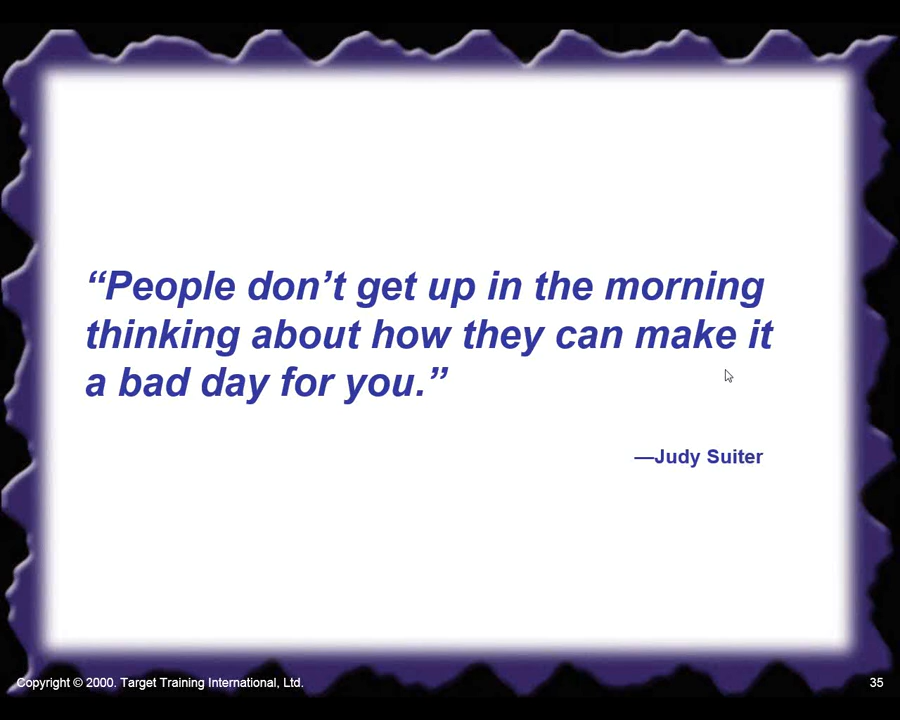 “People don’t get up in the morning
thinking about how they can make it
a bad day for you.”
—Judy Suiter
Copyright © 2000. Target Training International, Ltd.
35